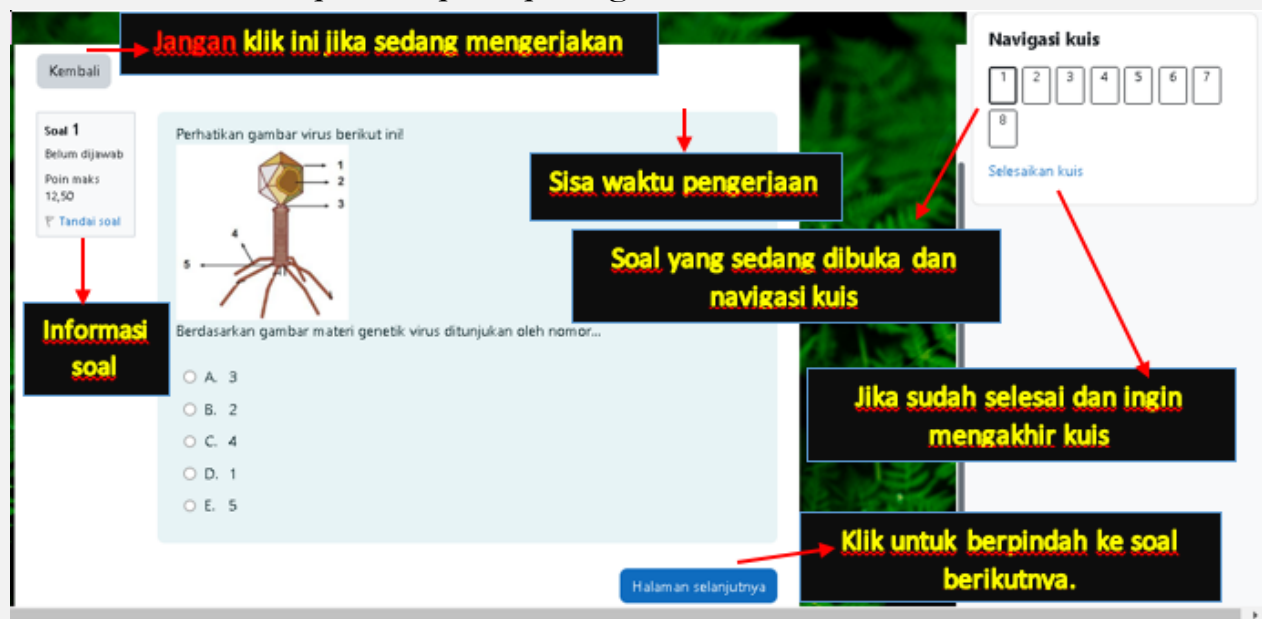 Jangan klik ini jika sedang mengerjakan
Kembali
Navigasi kuis
1 2 3 4 5 6 7
8
Selesaikan kuis
Soal 1
Belum dijawab
Poin maks
12,50
Tandai soal
Perhatikan gambar virus berikut ini!
1
2
3
4
5
Sisa waktu pengerjaan
Soal yang sedang dibuka dan
navigasi kuis
Informasi
soal
Berdasarkan gambar materi genetik virus ditunjukan oleh nomor...
A. 3
B. 2
C. 4
D. 1
E. 5
Jika sudah selesai dan ingin
mengakhir kuis
Klik untuk berpindah ke soal
berikutnya.
Halaman selanjutnya